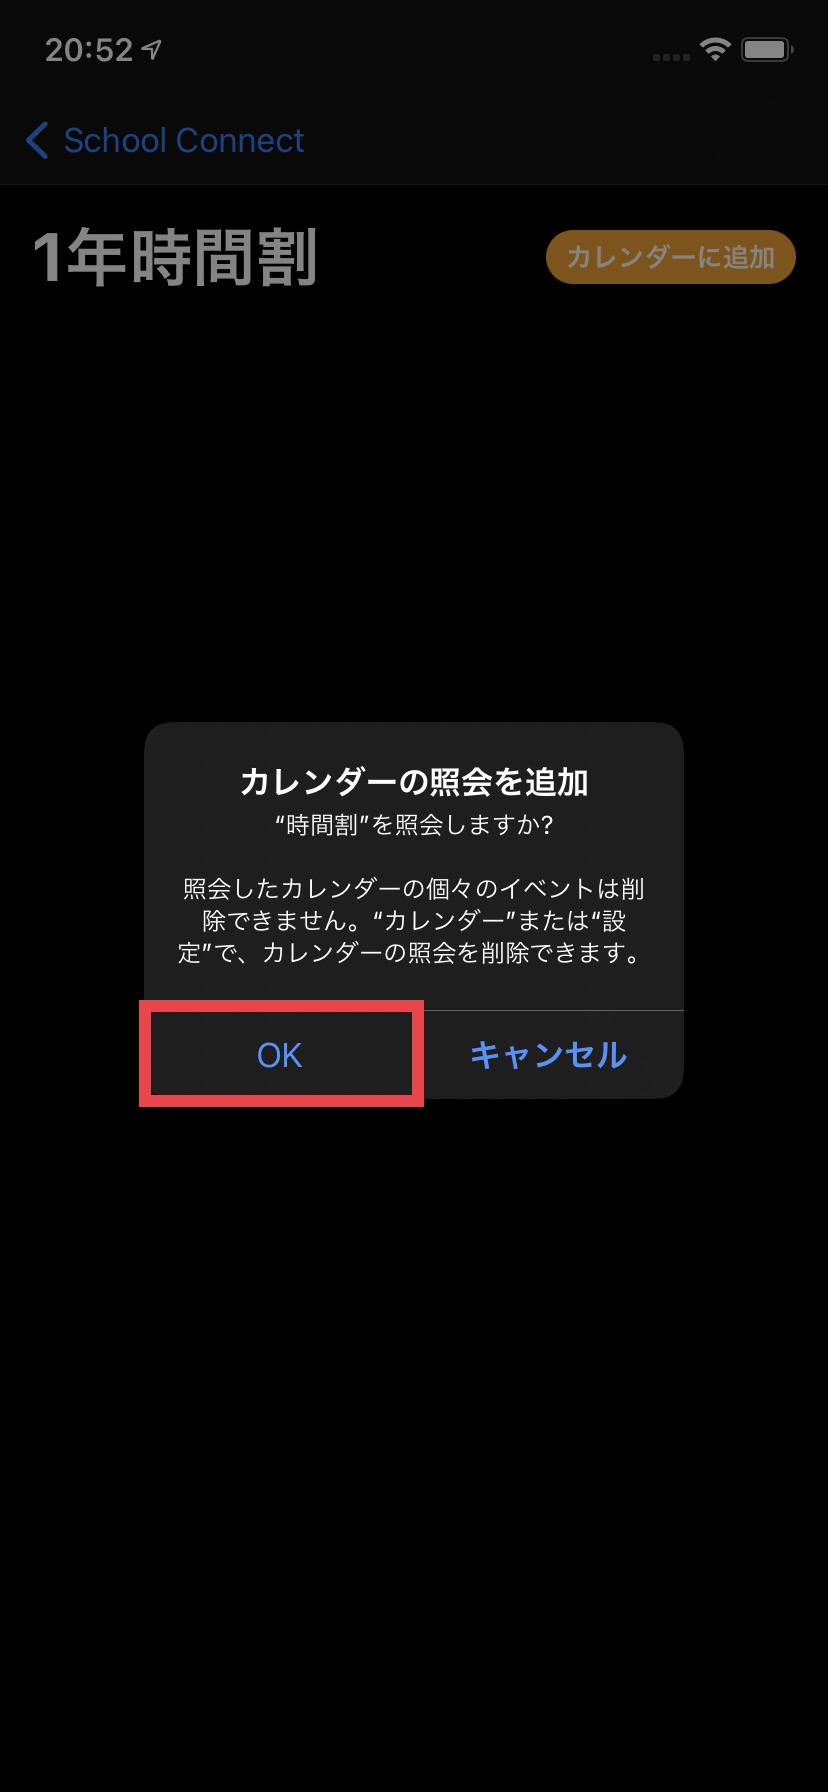 20:52
School Connect
1年時間割
カレンダーに追加
カレンダーの照会を追加
“時間割”を照会しますか?
照会したカレンダーの個々のイベントは削
除できません。“カレンダー”または“設
定”で、カレンダーの照会を削除できます。
OK
キャンセル